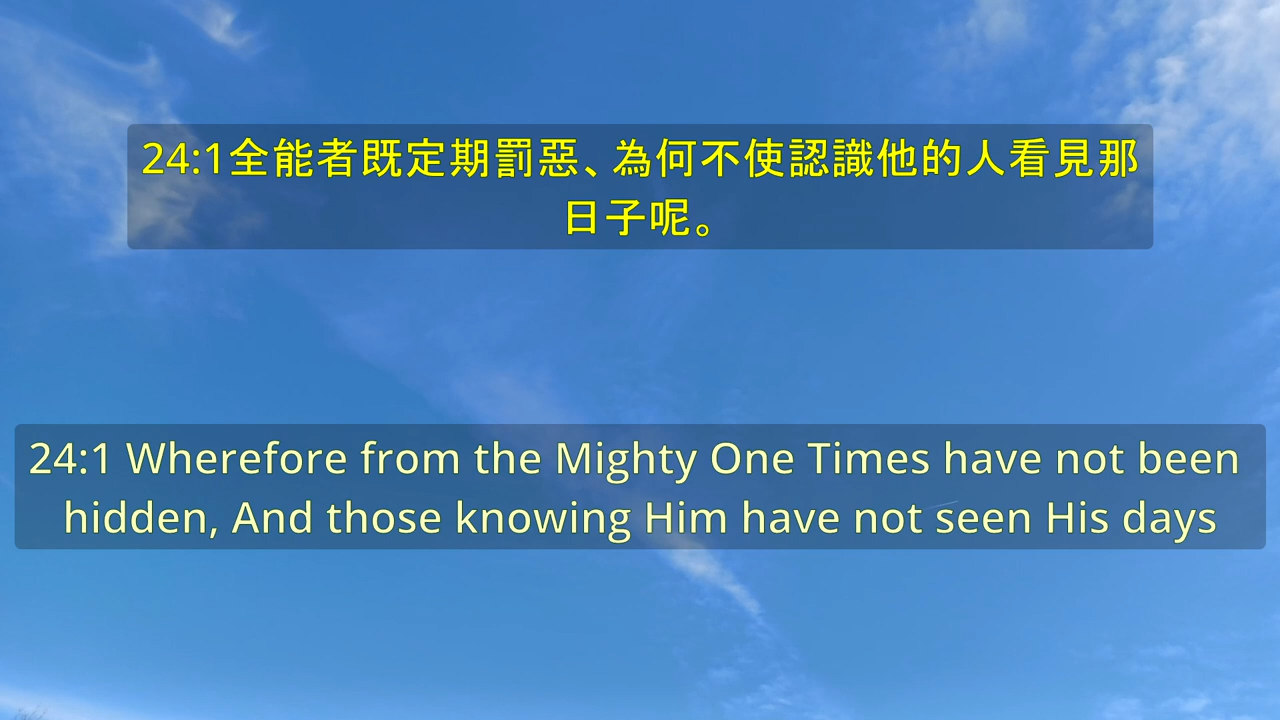 24:1全能者既定期罰惡、為何不使認識他的人看見那
日子呢。
24:1 Wherefore from the Mighty One Times have not been
hidden, And those knowing Him have not seen His days